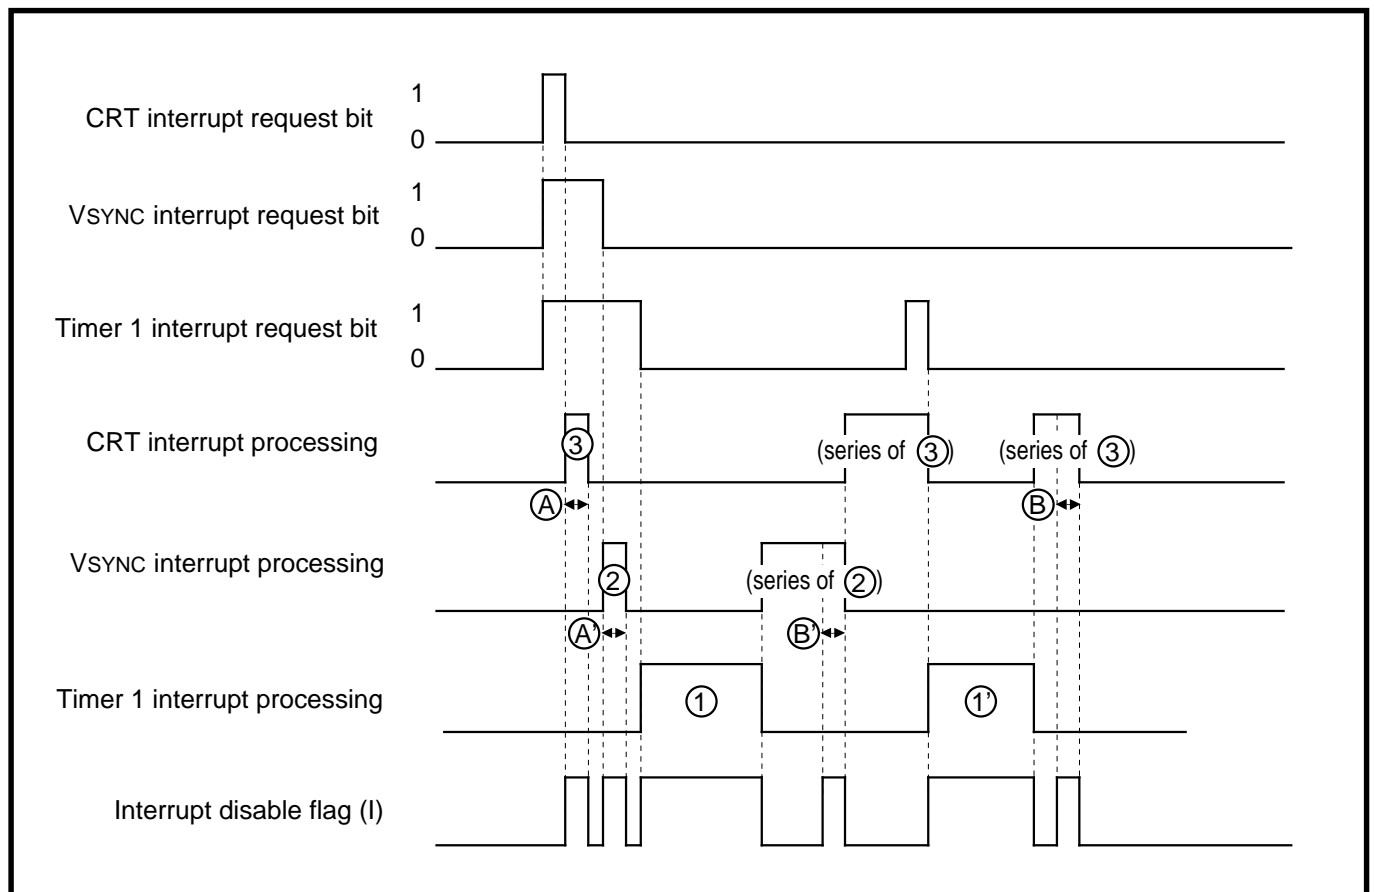 CRT interrupt request bit 1 0
VSYNC interrupt request bit 1 0
Timer 1 interrupt request bit 1 0
CRT interrupt processing ③ (series of ③) (series of ③)
Ⓐ Ⓑ
VSYNC interrupt processing ② (series of ②)
Ⓐ’ Ⓑ’
Timer 1 interrupt processing ① ①’
Interrupt disable flag (I)